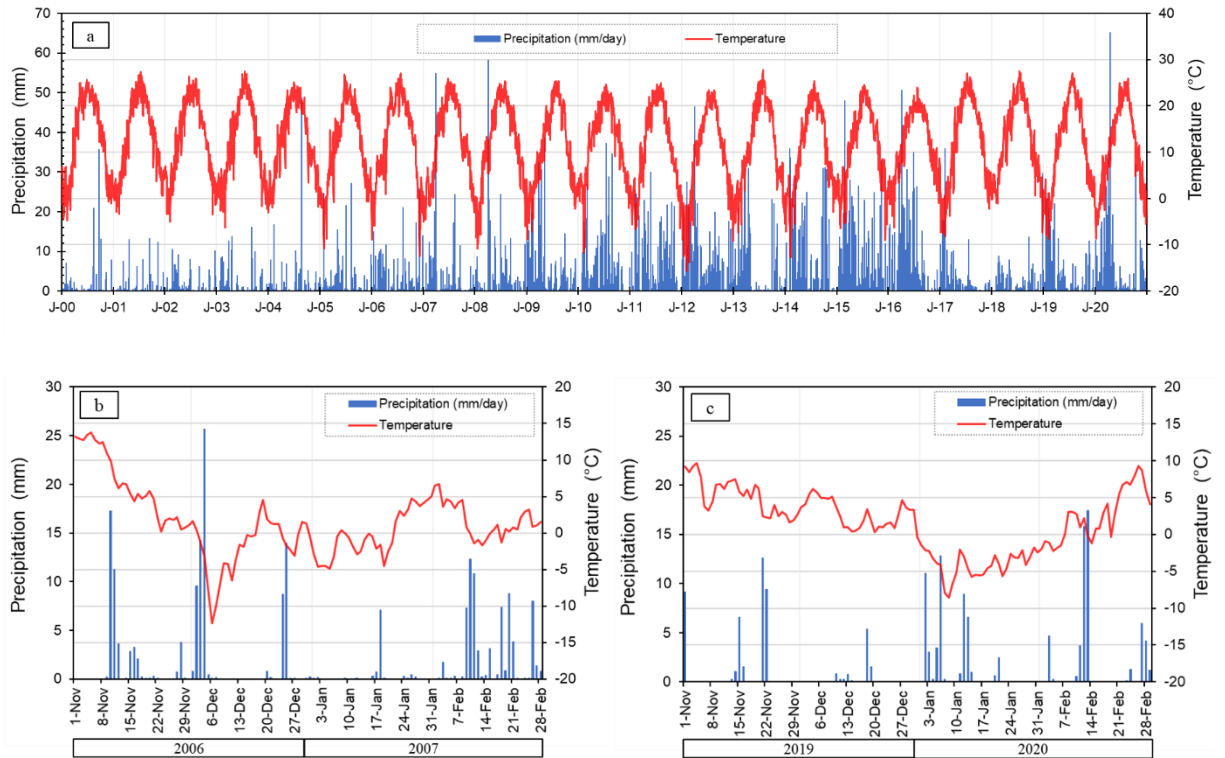 a
Precipitation (mm/day) Temperature
Precipitation (mm)
70
60
50
40
30
20
10
0
Temperature (°C)
40
30
20
10
0
-10
-20
J-00 J-01 J-02 J-03 J-04 J-05 J-06 J-07 J-08 J-09 J-10 J-11 J-12 J-13 J-14 J-15 J-16 J-17 J-18 J-19 J-20
b
Precipitation (mm/day)
Temperature
Precipitation (mm)
30
25
20
15
10
5
0
Temperature (°C)
20
15
10
5
0
-5
-10
-15
-20
1-Nov 8-Nov 15-Nov 22-Nov 29-Nov 6-Dec 13-Dec 20-Dec 27-Dec 3-Jan 10-Jan 17-Jan 24-Jan 31-Jan 7-Feb 14-Feb 21-Feb 28-Feb
2006 2007
c
Precipitation (mm/day)
Temperature
Precipitation (mm)
30
25
20
15
10
5
0
Temperature (°C)
20
15
10
5
0
-5
-10
-15
-20
1-Nov 8-Nov 15-Nov 22-Nov 29-Nov 6-Dec 13-Dec 20-Dec 27-Dec 3-Jan 10-Jan 17-Jan 24-Jan 31-Jan 7-Feb 14-Feb 21-Feb 28-Feb
2019 2020